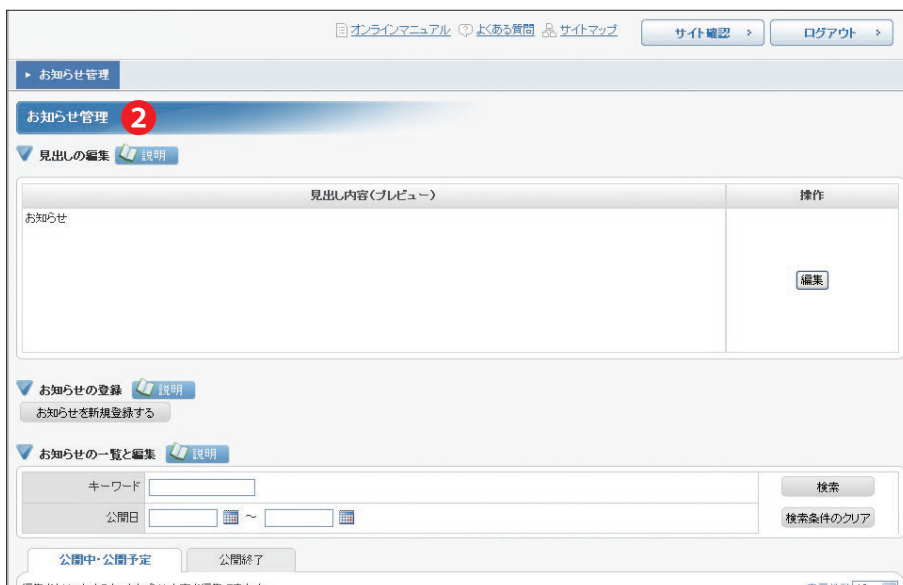 オンラインマニュアル よくある質問 サイトマップ サイト確認 ログアウト
お知らせ管理
お知らせ管理 2
見出しの編集 説明
見出し内容(プレビュー) 操作
お知らせ
編集
お知らせの登録 説明
お知らせを新規登録する
お知らせの一覧と編集 説明
キーワード 検索
公開日 ~ 検索条件のクリア
公開中・公開予定 公開終了